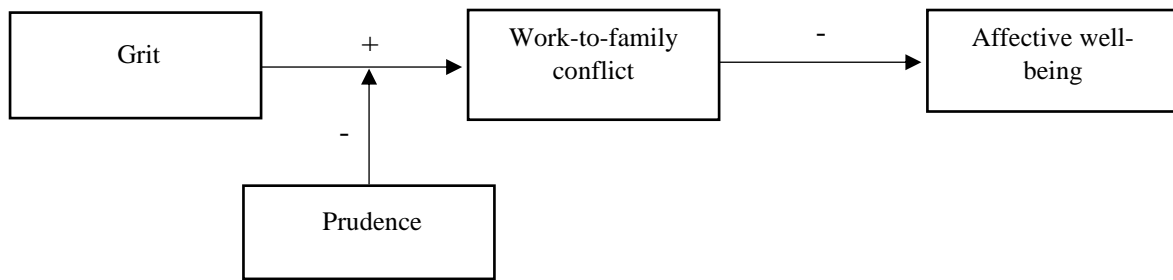 Grit
+
Work-to-family
conflict
-
Affective well-
being
-
Prudence